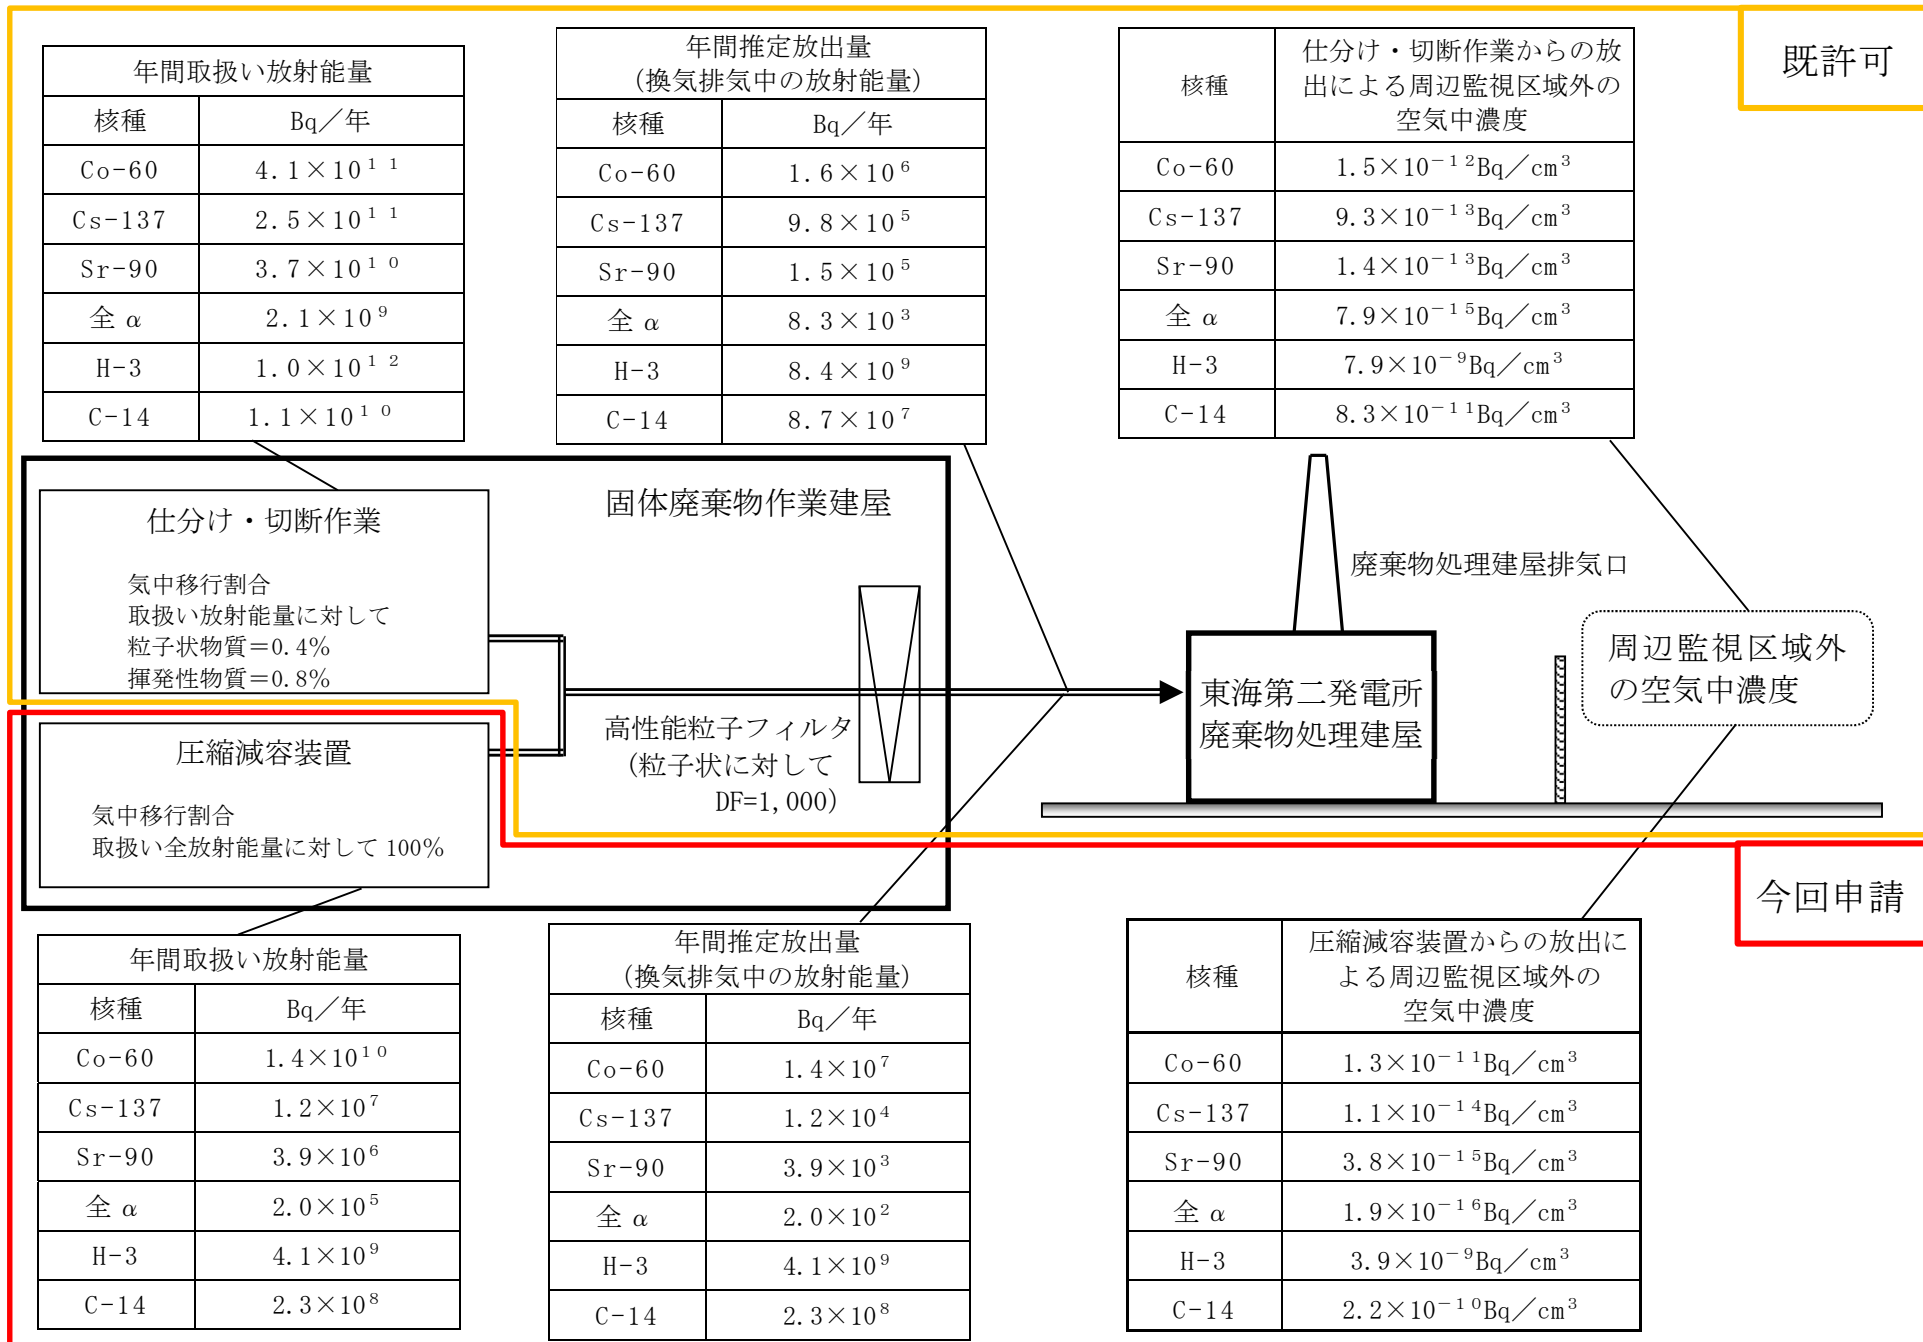 既許可
年間取扱い放射能量
核種 Bq／年
Co-60 4.1×10¹¹
Cs-137 2.5×10¹¹
Sr-90 3.7×10¹⁰
全 α 2.1×10⁹
H-3 1.0×10¹²
C-14 1.1×10¹⁰
年間推定放出量
（換気排気中の放射能量）
核種 Bq／年
Co-60 1.6×10⁶
Cs-137 9.8×10⁵
Sr-90 1.5×10⁵
全 α 8.3×10³
H-3 8.4×10⁹
C-14 8.7×10⁷
核種
仕分け・切断作業からの放
出による周辺監視区域外の
空気中濃度
Co-60 1.5×10⁻¹²Bq／cm³
Cs-137 9.3×10⁻¹³Bq／cm³
Sr-90 1.4×10⁻¹³Bq／cm³
全 α 7.9×10⁻¹⁵Bq／cm³
H-3 7.9×10⁻⁹Bq／cm³
C-14 8.3×10⁻¹¹Bq／cm³
固体廃棄物作業建屋
仕分け・切断作業
気中移行割合
取扱い放射能量に対して
粒子状物質＝0.4%
揮発性物質＝0.8%
圧縮減容装置
気中移行割合
取扱い全放射能量に対して 100%
高性能粒子フィルタ
（粒子状に対して
DF=1,000）
廃棄物処理建屋排気口
東海第二発電所
廃棄物処理建屋
周辺監視区域外
の空気中濃度
今回申請
年間取扱い放射能量
核種 Bq／年
Co-60 1.4×10¹⁰
Cs-137 1.2×10⁷
Sr-90 3.9×10⁶
全 α 2.0×10⁵
H-3 4.1×10⁹
C-14 2.3×10⁸
年間推定放出量
（換気排気中の放射能量）
核種 Bq／年
Co-60 1.4×10⁷
Cs-137 1.2×10⁴
Sr-90 3.9×10³
全 α 2.0×10²
H-3 4.1×10⁹
C-14 2.3×10⁸
核種
圧縮減容装置からの放出に
よる周辺監視区域外の
空気中濃度
Co-60 1.3×10⁻¹¹Bq／cm³
Cs-137 1.1×10⁻¹⁴Bq／cm³
Sr-90 3.8×10⁻¹⁵Bq／cm³
全 α 1.9×10⁻¹⁶Bq／cm³
H-3 3.9×10⁻⁹Bq／cm³
C-14 2.2×10⁻¹⁰Bq／cm³